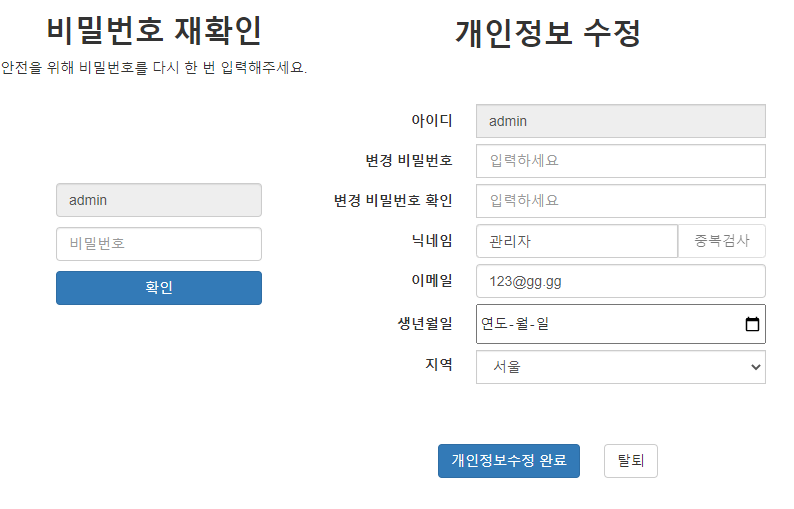 비밀번호 재확인
안전을 위해 비밀번호를 다시 한 번 입력해주세요.
admin
비밀번호
확인
개인정보 수정
아이디 admin
변경 비밀번호 입력하세요
변경 비밀번호 확인 입력하세요
닉네임 관리자 중복검사
이메일 123@gg.gg
생년월일 연도-월-일
지역 서울
개인정보수정 완료 탈퇴